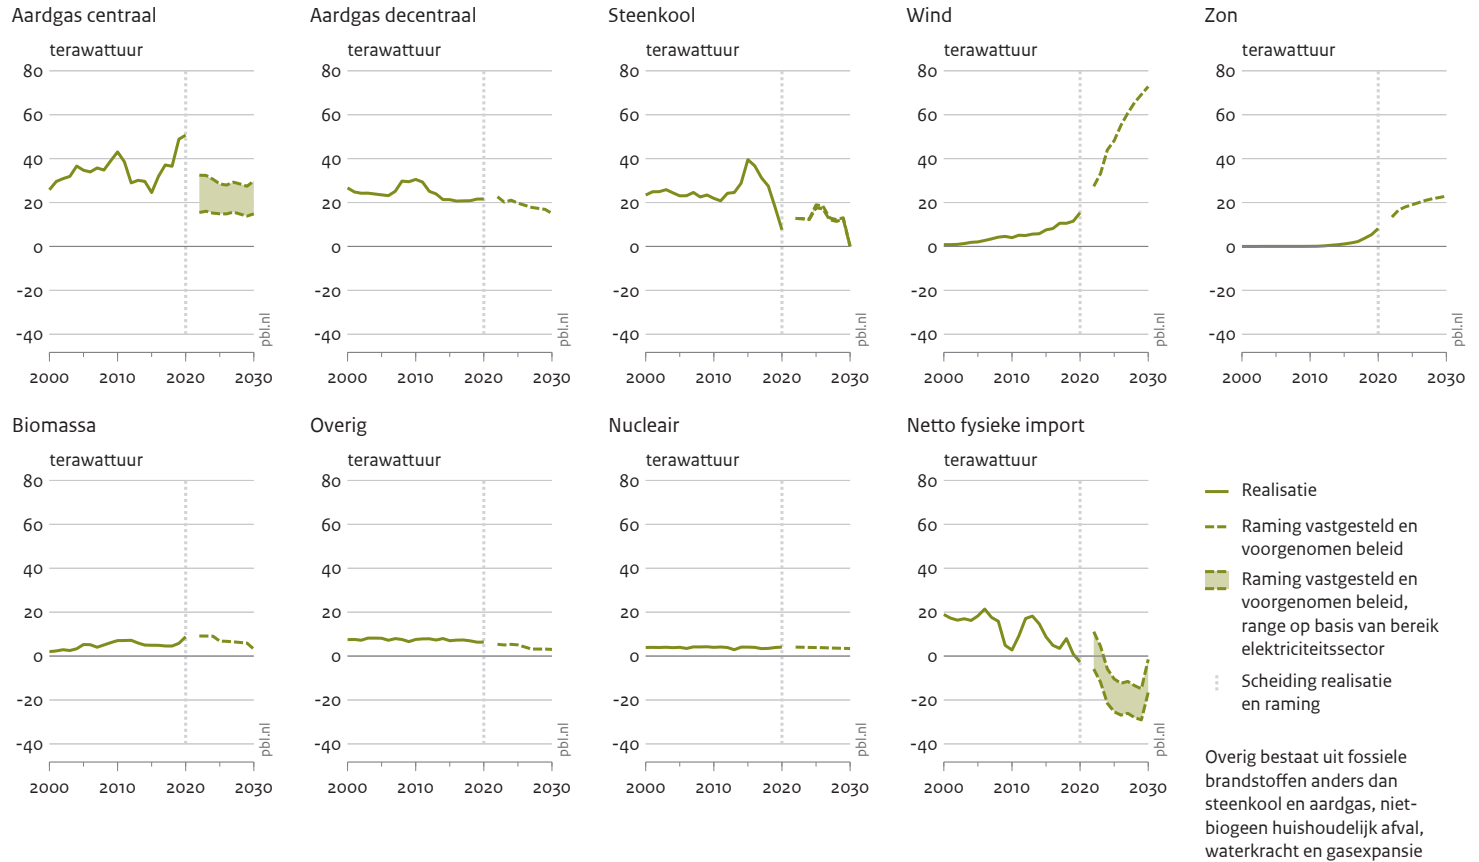 Aardgas centraal
terawattuur
80
60
40
20
0
-20
-40
2000 2010 2020 2030
pbl.nl
Aardgas decentraal
terawattuur
80
60
40
20
0
-20
-40
2000 2010 2020 2030
pbl.nl
Steenkool
terawattuur
80
60
40
20
0
-20
-40
2000 2010 2020 2030
pbl.nl
Wind
terawattuur
80
60
40
20
0
-20
-40
2000 2010 2020 2030
pbl.nl
Zon
terawattuur
80
60
40
20
0
-20
-40
2000 2010 2020 2030
pbl.nl
Biomassa
terawattuur
80
60
40
20
0
-20
-40
2000 2010 2020 2030
pbl.nl
Overig
terawattuur
80
60
40
20
0
-20
-40
2000 2010 2020 2030
pbl.nl
Nucleair
terawattuur
80
60
40
20
0
-20
-40
2000 2010 2020 2030
pbl.nl
Netto fysieke import
terawattuur
80
60
40
20
0
-20
-40
2000 2010 2020 2030
pbl.nl
Realisatie
Raming vastgesteld en
voorgenomen beleid
Raming vastgesteld en
voorgenomen beleid,
range op basis van bereik
elektriciteitssector
Scheiding realisatie
en raming
Overig bestaat uit fossiele
brandstoffen anders dan
steenkool en aardgas, niet-
biogeen huishoudelijk afval,
waterkracht en gasexpansie